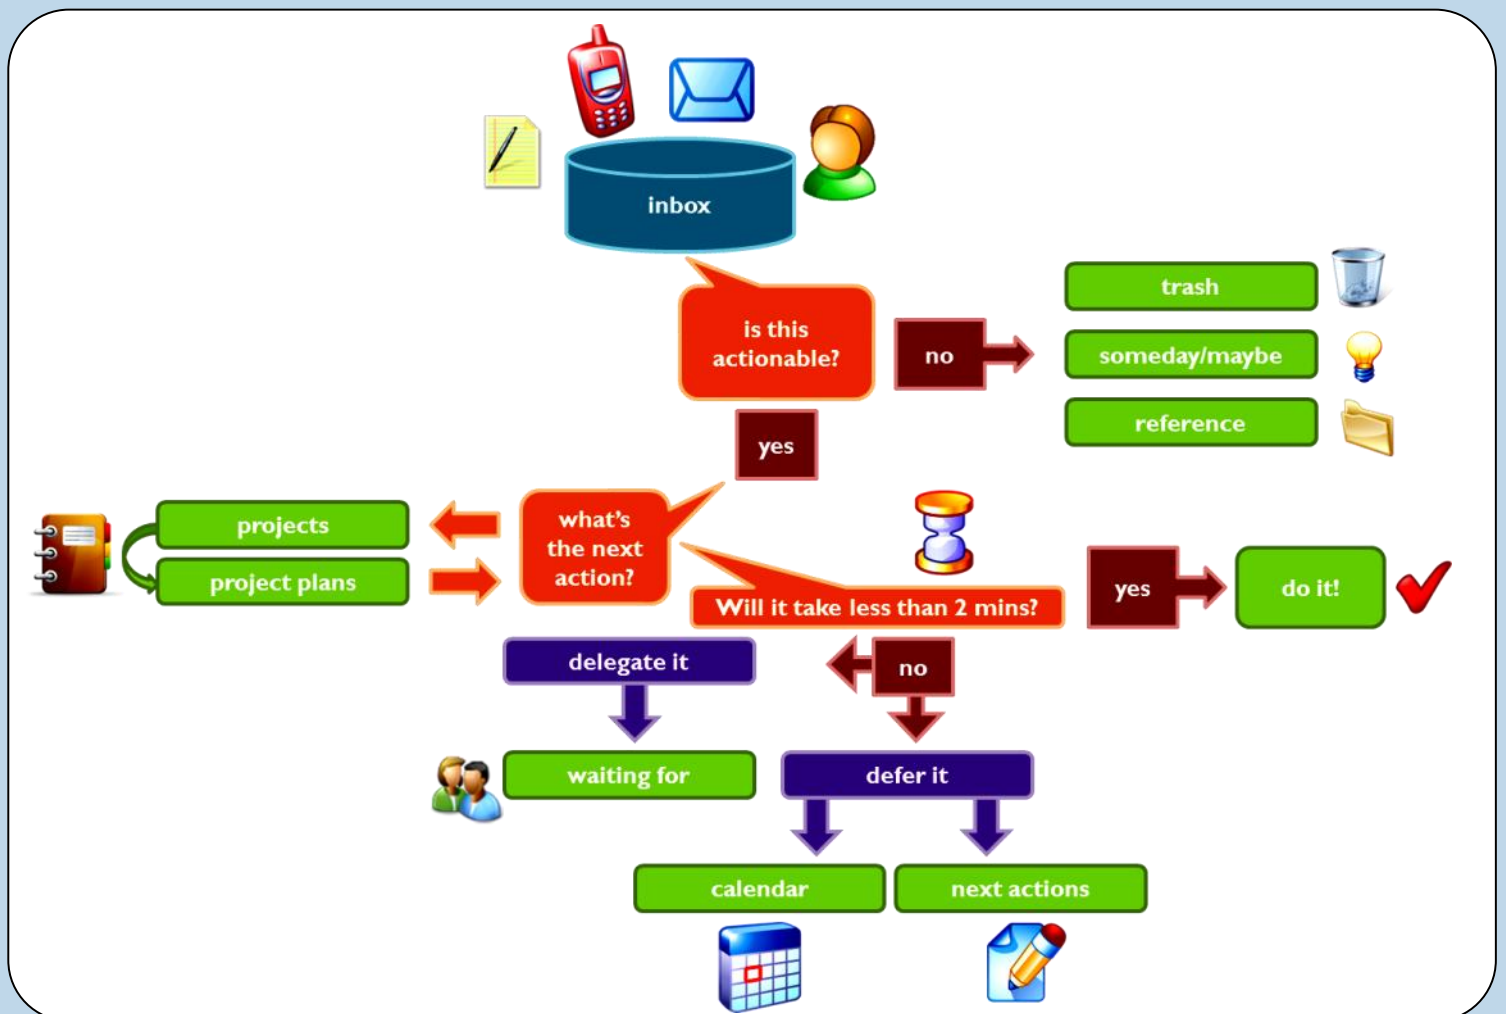 inbox
is this
actionable?
no
trash
someday/maybe
reference
yes
projects
project plans
what's
the next
action?
Will it take less than 2 mins?
yes
do it!
delegate it
no
waiting for
defer it
calendar
next actions